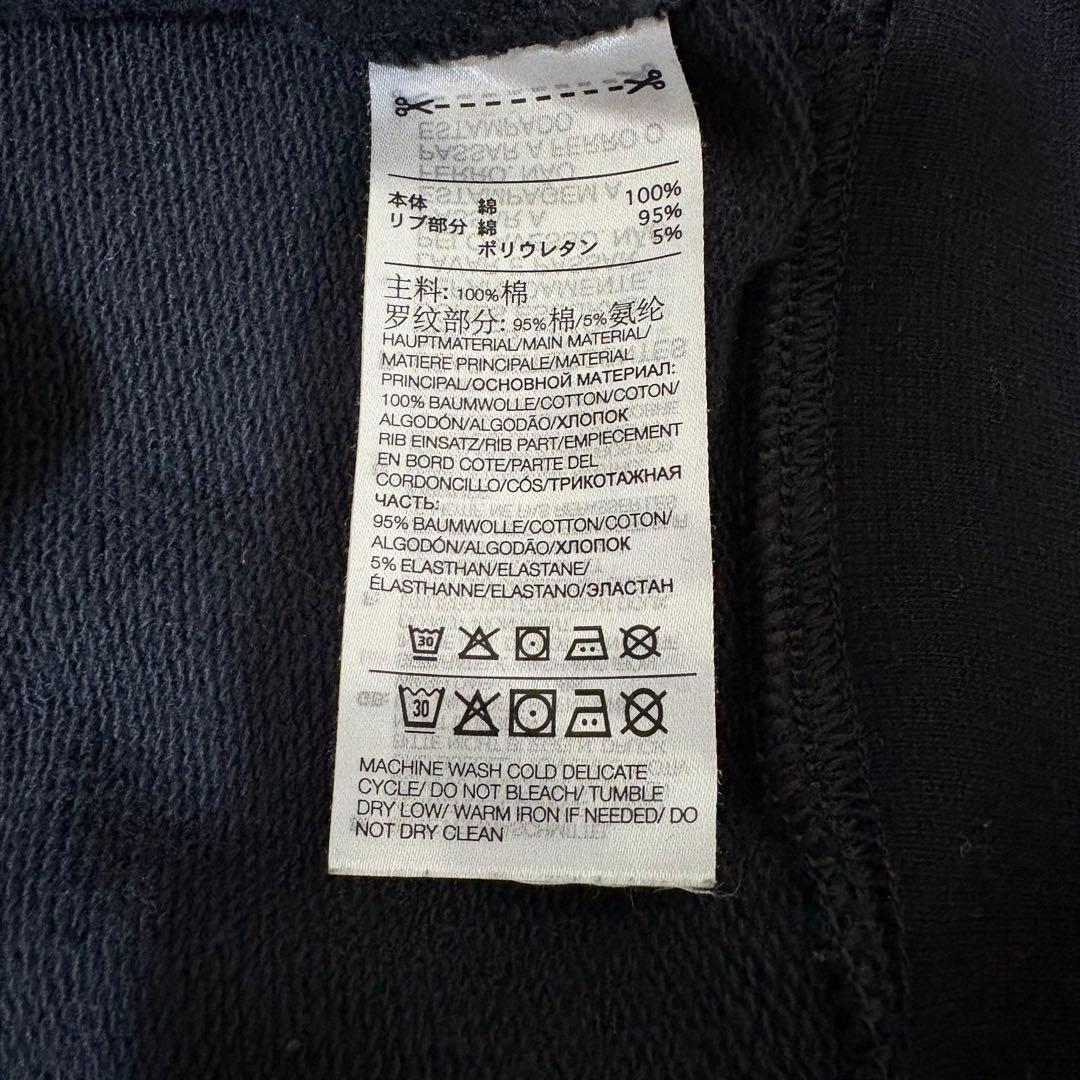 本体 綿 100%
リブ部分 綿 95%
ポリウレタン 5%
主料: 100%棉
罗纹部分: 95%棉/5%氨纶
HAUPTMATERIAL/MAIN MATERIAL/
MATIERE PRINCIPALE/MATERIAL
PRINCIPAL/ОСНОВНОЙ МАТЕРИАЛ:
100% BAUMWOLLE/COTTON/COTON/
ALGODÓN/ALGODÃO/ХЛОПОК
RIB EINSATZ/RIB PART/EMPIECEMENT
EN BORD COTE/PARTE DEL
CORDONCILLO/CÓS/ТРИКОТАЖНАЯ
ЧАСТЬ:
95% BAUMWOLLE/COTTON/COTON/
ALGODÓN/ALGODÃO/ХЛОПОК
5% ELASTHAN/ELASTANE/
ÉLASTHANNE/ELASTANO/ЭЛАСТАН
30
30
MACHINE WASH COLD DELICATE
CYCLE/ DO NOT BLEACH/ TUMBLE
DRY LOW/ WARM IRON IF NEEDED/ DO
NOT DRY CLEAN